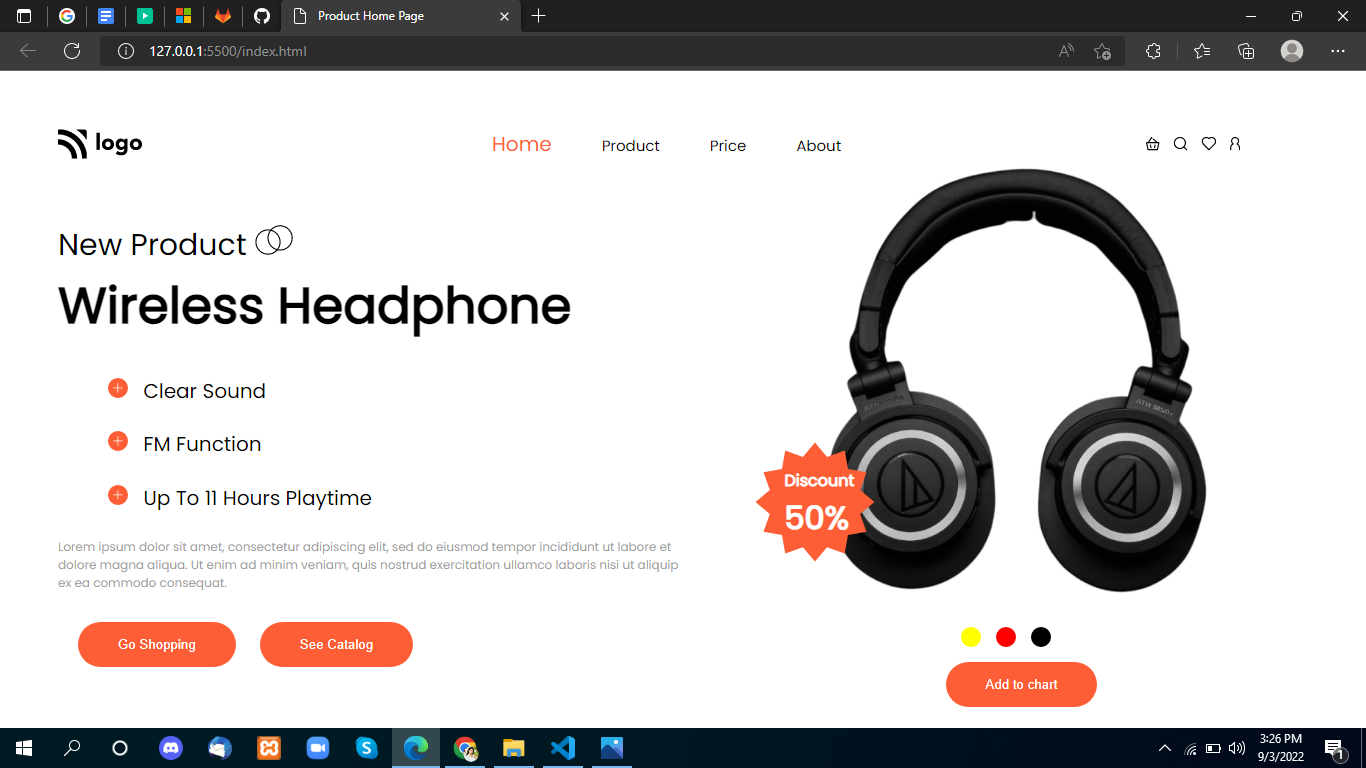 Product Home Page
127.0.0.1:5500/index.html
logo
Home
Product
Price
About
New Product
Wireless Headphone
Clear Sound
FM Function
Up To 11 Hours Playtime
Lorem ipsum dolor sit amet, consectetur adipiscing elit, sed do eiusmod tempor incididunt ut labore et
dolore magna aliqua. Ut enim ad minim veniam, quis nostrud exercitation ullamco laboris nisi ut aliquip
ex ea commodo consequat.
Go Shopping
See Catalog
ATH-M50x
Discount
50%
Add to chart
3:26 PM
9/3/2022
1